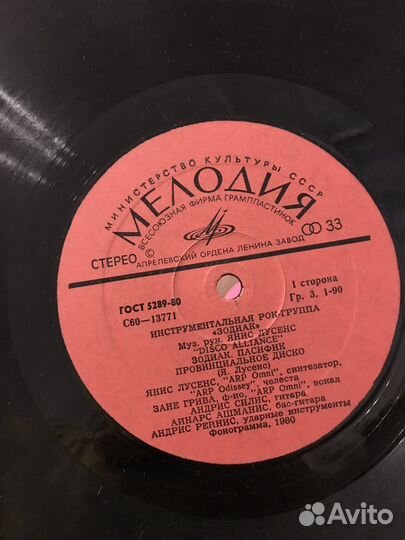 МИНИСТЕРСТВО КУЛЬТУРЫ СССР
МЕЛОДИЯ
ВСЕСОЮЗНАЯ ФИРМА ГРАМПЛАСТИНОК
СТЕРЕО АПРЕЛЕВСКИЙ ОРДЕНА ЛЕНИНА ЗАВОД 33
ГОСТ 5289-80 1 сторона
С60—13771 Гр. 3. 1-90
ИНСТРУМЕНТАЛЬНАЯ РОК-ГРУППА
«ЗОДИАК»
Муз. рук. ЯНИС ЛУСЕНС
"DISCO ALLIANCE"
ЗОДИАК. ПАСИФИК
ПРОВИНЦИАЛЬНОЕ ДИСКО
(Я. Лусенс)
ЯНИС ЛУСЕНС, "ARP Omni", синтезатор,
"ARP Odissey", челеста
ЗАНЕ ГРИВА, ф-но, "ARP Omni", вокал
АНДРИС СИЛИС, гитара
АЙНАРС АШМАНИС, бас-гитара
АНДРИС РЕЙНИС, ударные инструменты
Фонограмма, 1980
Avito